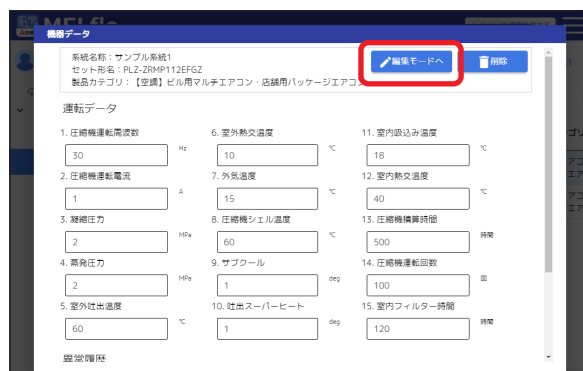 MELflo
機器データ
系統名称：サンプル系統1
セット形名：PLZ-ZRMP112EFGZ
製品カテゴリ：【空調】ビル用マルチエアコン・店舗用パッケージエアコン
編集モードへ
削除
運転データ
1. 圧縮機運転周波数
30
Hz
6. 室外熱交温度
10
℃
11. 室内吸込み温度
18
℃
2. 圧縮機運転電流
1
A
7. 外気温度
15
℃
12. 室内熱交温度
40
℃
3. 凝縮圧力
2
MPa
8. 圧縮機シェル温度
60
℃
13. 圧縮機積算時間
500
時間
4. 蒸発圧力
2
MPa
9. サブクール
1
deg
14. 圧縮機運転回数
100
回
5. 室外吐出温度
60
℃
10. 吐出スーパーヒート
1
deg
15. 室内フィルター時間
120
時間
異常履歴